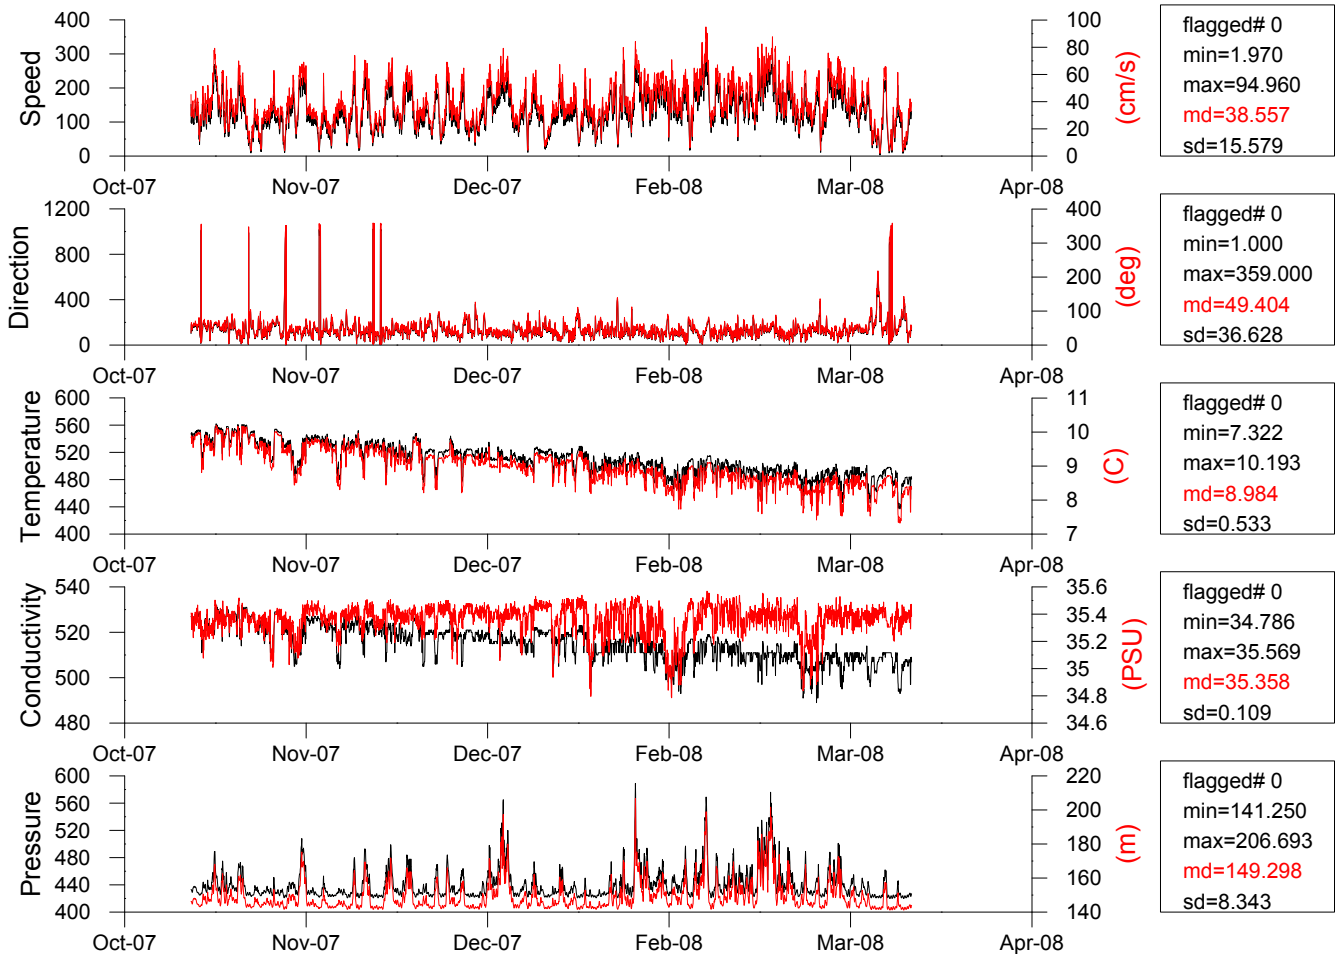 Speed
400
300
200
100
0
100
80
60
40
20
0
(cm/s)
Oct-07 Nov-07 Dec-07 Feb-08 Mar-08 Apr-08
flagged# 0
min=1.970
max=94.960
md=38.557
sd=15.579
Direction
1200
800
400
0
400
300
200
100
0
(deg)
Oct-07 Nov-07 Dec-07 Feb-08 Mar-08 Apr-08
flagged# 0
min=1.000
max=359.000
md=49.404
sd=36.628
Temperature
600
560
520
480
440
400
11
10
9
8
7
(C)
Oct-07 Nov-07 Dec-07 Feb-08 Mar-08 Apr-08
flagged# 0
min=7.322
max=10.193
md=8.984
sd=0.533
Conductivity
540
520
500
480
35.6
35.4
35.2
35
34.8
34.6
(PSU)
Oct-07 Nov-07 Dec-07 Feb-08 Mar-08 Apr-08
flagged# 0
min=34.786
max=35.569
md=35.358
sd=0.109
Pressure
600
560
520
480
440
400
220
200
180
160
140
(m)
Oct-07 Nov-07 Dec-07 Feb-08 Mar-08 Apr-08
flagged# 0
min=141.250
max=206.693
md=149.298
sd=8.343